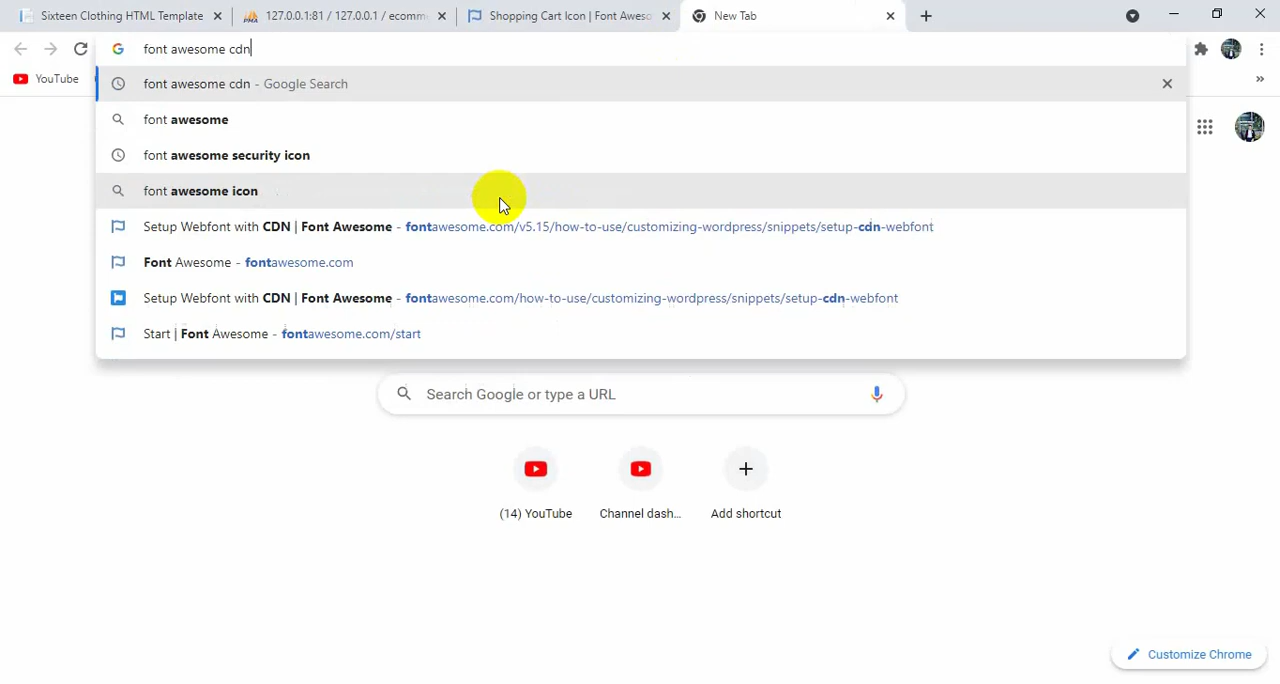 Sixteen Clothing HTML Template
127.0.0.1:81 / 127.0.0.1 / ecomm
Shopping Cart Icon | Font Aweso
New Tab
font awesome cdn
YouTube
font awesome cdn - Google Search
font awesome
font awesome security icon
font awesome icon
Setup Webfont with CDN | Font Awesome - fontawesome.com/v5.15/how-to-use/customizing-wordpress/snippets/setup-cdn-webfont
Font Awesome - fontawesome.com
Setup Webfont with CDN | Font Awesome - fontawesome.com/how-to-use/customizing-wordpress/snippets/setup-cdn-webfont
Start | Font Awesome - fontawesome.com/start
Search Google or type a URL
(14) YouTube
Channel dash...
Add shortcut
Customize Chrome